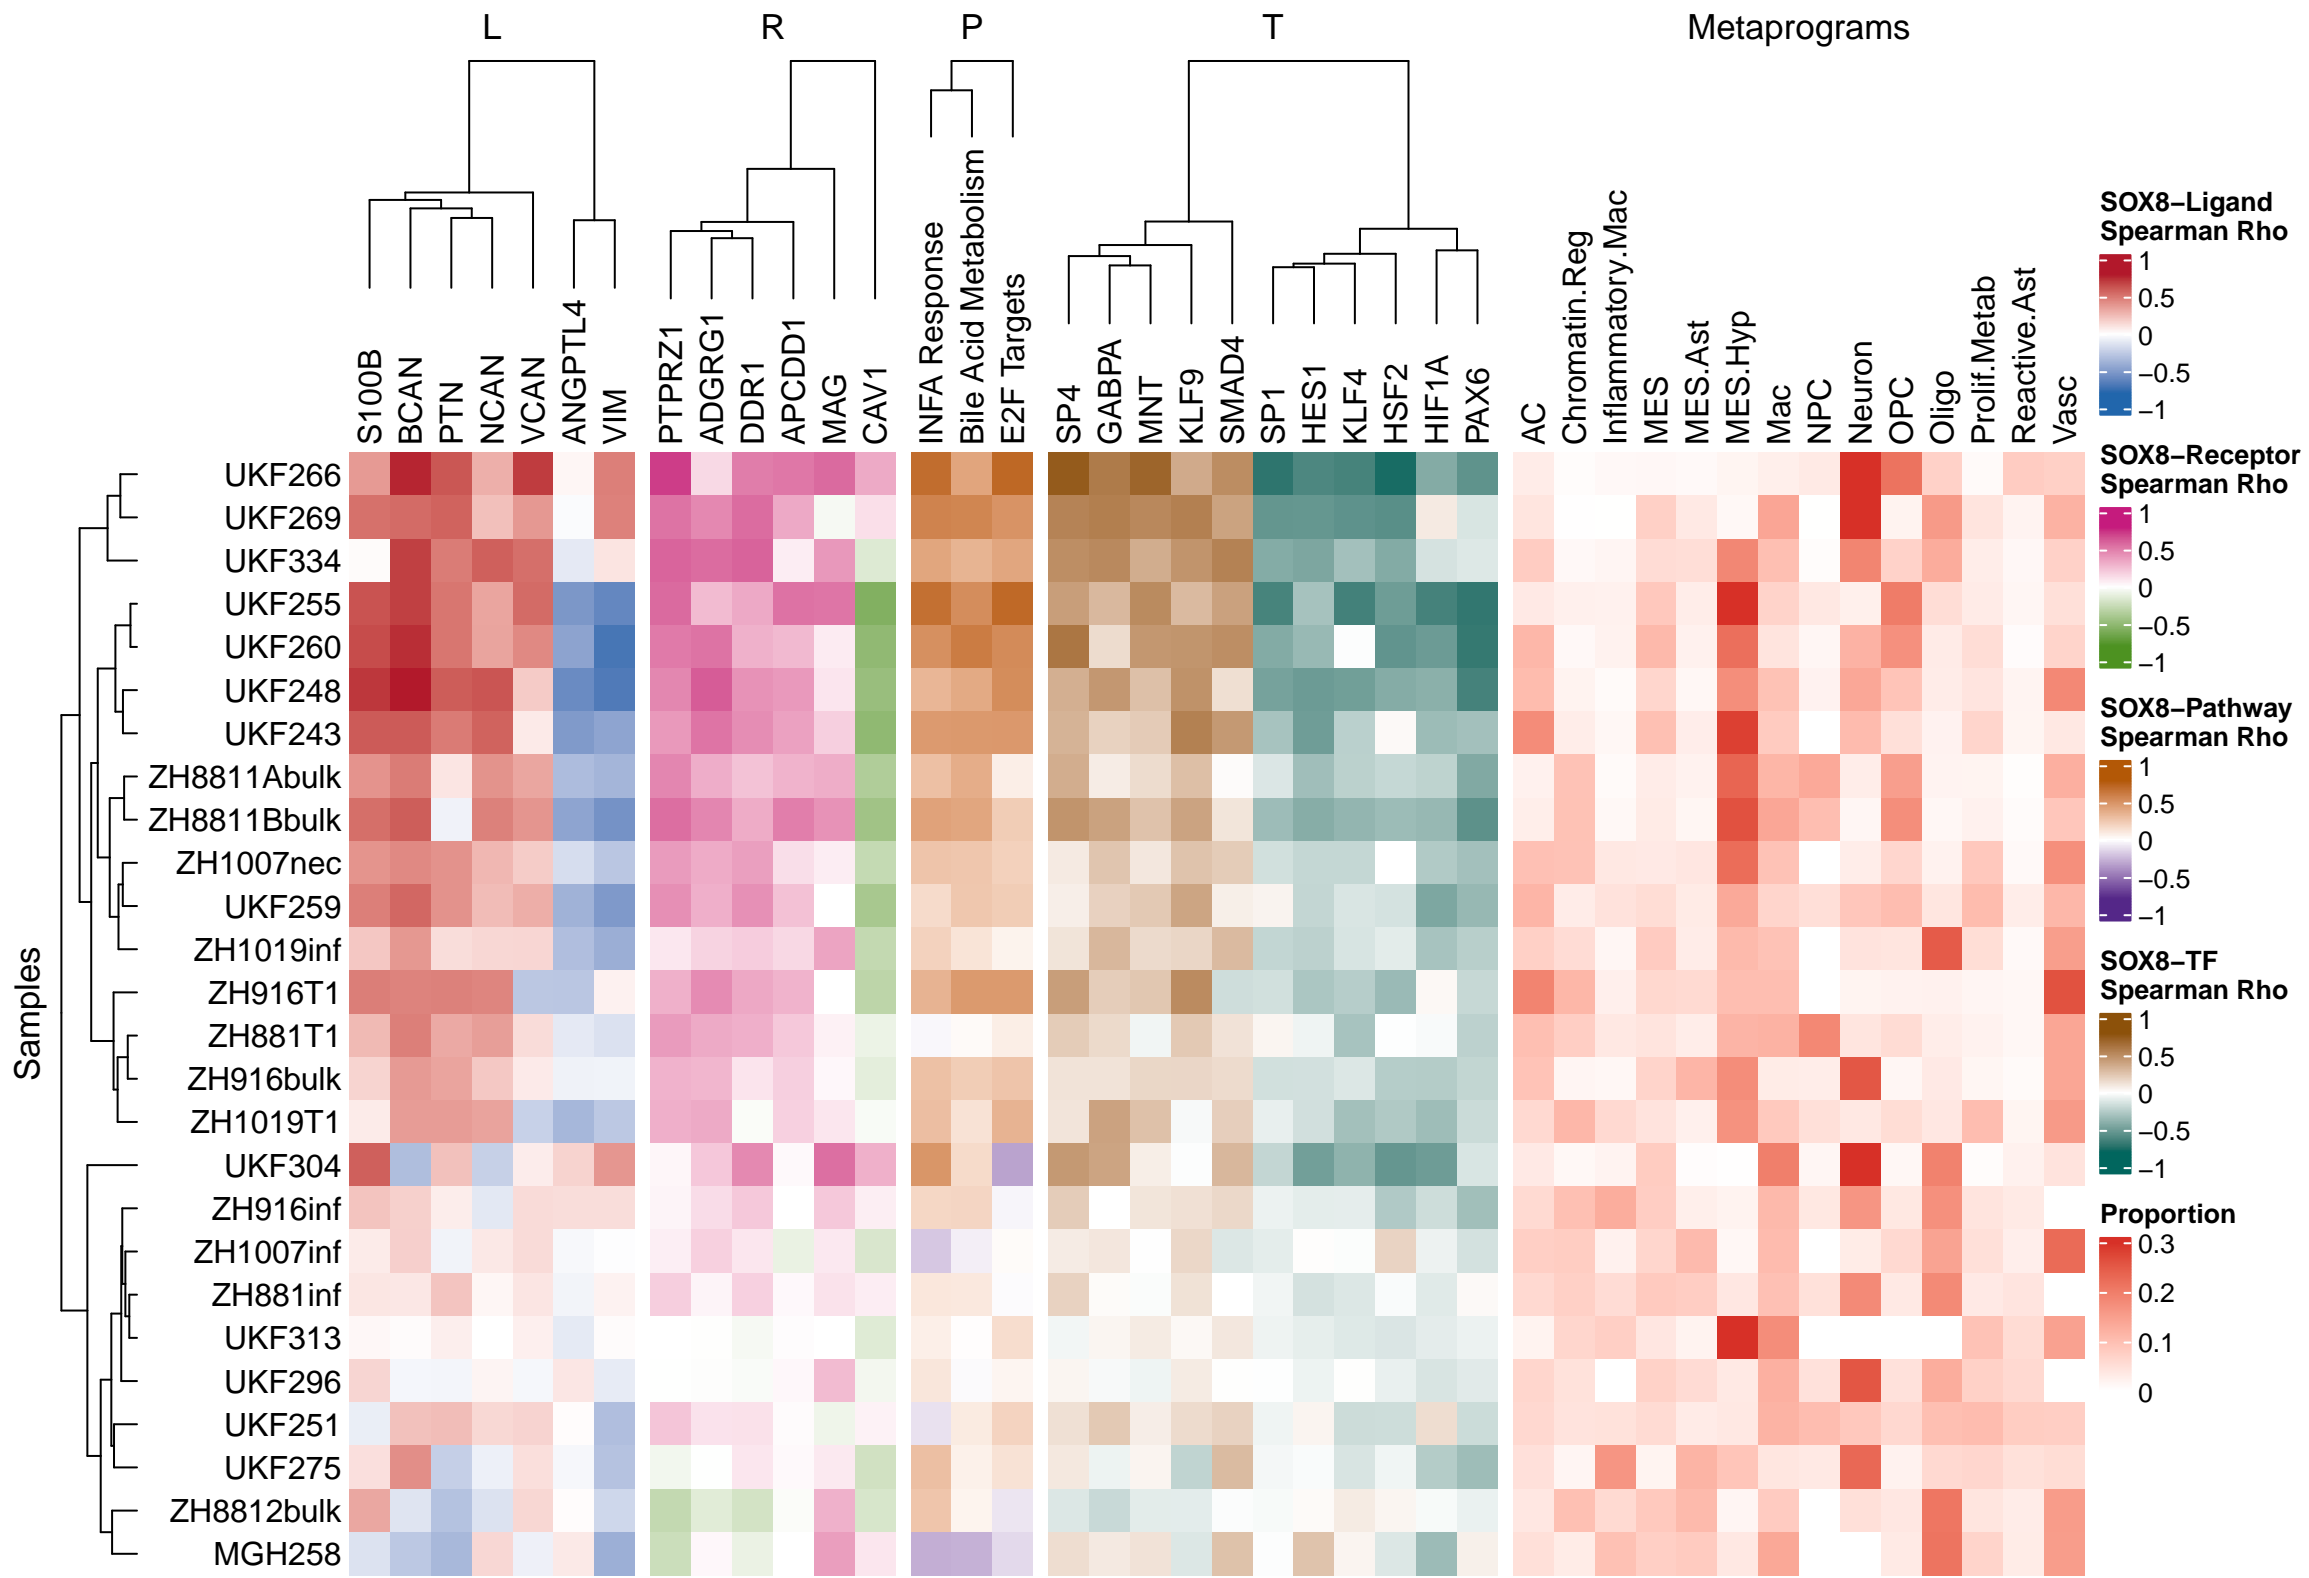 L R P T Metaprograms
S100B
BCAN
PTN
NCAN
VCAN
ANGPTL4
VIM
PTPRZ1
ADGRG1
DDR1
APCDD1
MAG
CAV1
INFA Response
Bile Acid Metabolism
E2F Targets
SP4
GABPA
MNT
KLF9
SMAD4
SP1
HES1
KLF4
HSF2
HIF1A
PAX6
AC
Chromatin.Reg
Inflammatory.Mac
MES
MES.Ast
MES.Hyp
Mac
NPC
Neuron
OPC
Oligo
Prolif.Metab
Reactive.Ast
Vasc
Samples
UKF266
UKF269
UKF334
UKF255
UKF260
UKF248
UKF243
ZH8811Abulk
ZH8811Bbulk
ZH1007nec
UKF259
ZH1019inf
ZH916T1
ZH881T1
ZH916bulk
ZH1019T1
UKF304
ZH916inf
ZH1007inf
ZH881inf
UKF313
UKF296
UKF251
UKF275
ZH8812bulk
MGH258
SOX8−Ligand
Spearman Rho
1
0.5
0
−0.5
−1
SOX8−Receptor
Spearman Rho
1
0.5
0
−0.5
−1
SOX8−Pathway
Spearman Rho
1
0.5
0
−0.5
−1
SOX8−TF
Spearman Rho
1
0.5
0
−0.5
−1
Proportion
0.3
0.2
0.1
0